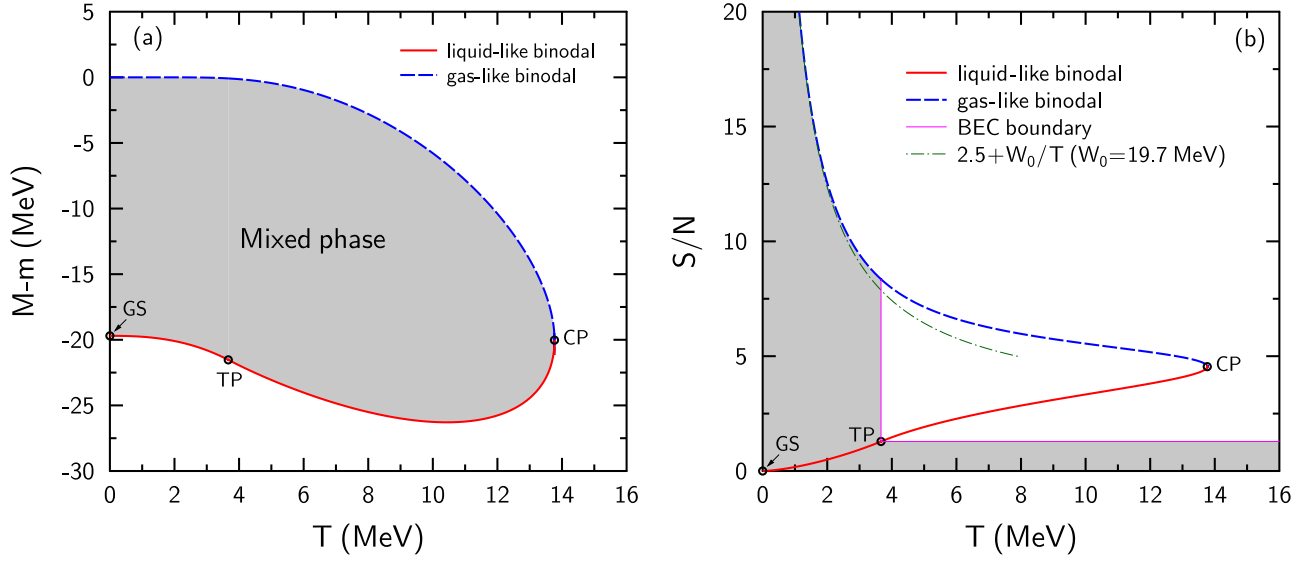 (a)
liquid-like binodal
gas-like binodal
M-m (MeV)
5
0
-5
-10
-15
-20
-25
-30
Mixed phase
GS
TP
CP
0 2 4 6 8 10 12 14 16
T (MeV)
(b)
liquid-like binodal
gas-like binodal
BEC boundary
2.5+W₀/T (W₀=19.7 MeV)
S/N
20
15
10
5
0
GS
TP
CP
0 2 4 6 8 10 12 14 16
T (MeV)